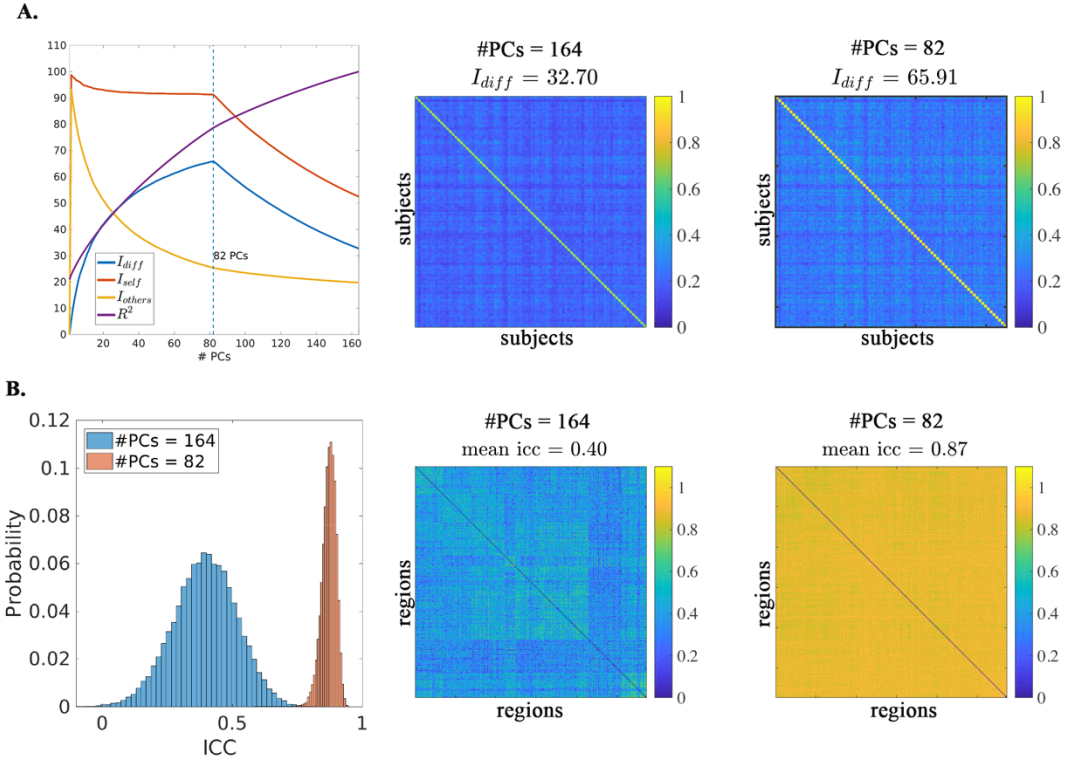 A.
110
100
90
80
70
60
50
40
30
20
10
0
I_diff
I_self
I_others
R^2
82 PCs
0 20 40 60 80 100 120 140 160
# PCs
#PCs = 164
I_diff = 32.70
subjects
subjects
1
0.8
0.6
0.4
0.2
0
#PCs = 82
I_diff = 65.91
subjects
subjects
1
0.8
0.6
0.4
0.2
0
B.
0.12
0.1
0.08
0.06
0.04
0.02
0
Probability
#PCs = 164
#PCs = 82
0 0.5 1
ICC
#PCs = 164
mean icc = 0.40
regions
regions
1
0.8
0.6
0.4
0.2
0
#PCs = 82
mean icc = 0.87
regions
regions
1
0.8
0.6
0.4
0.2
0